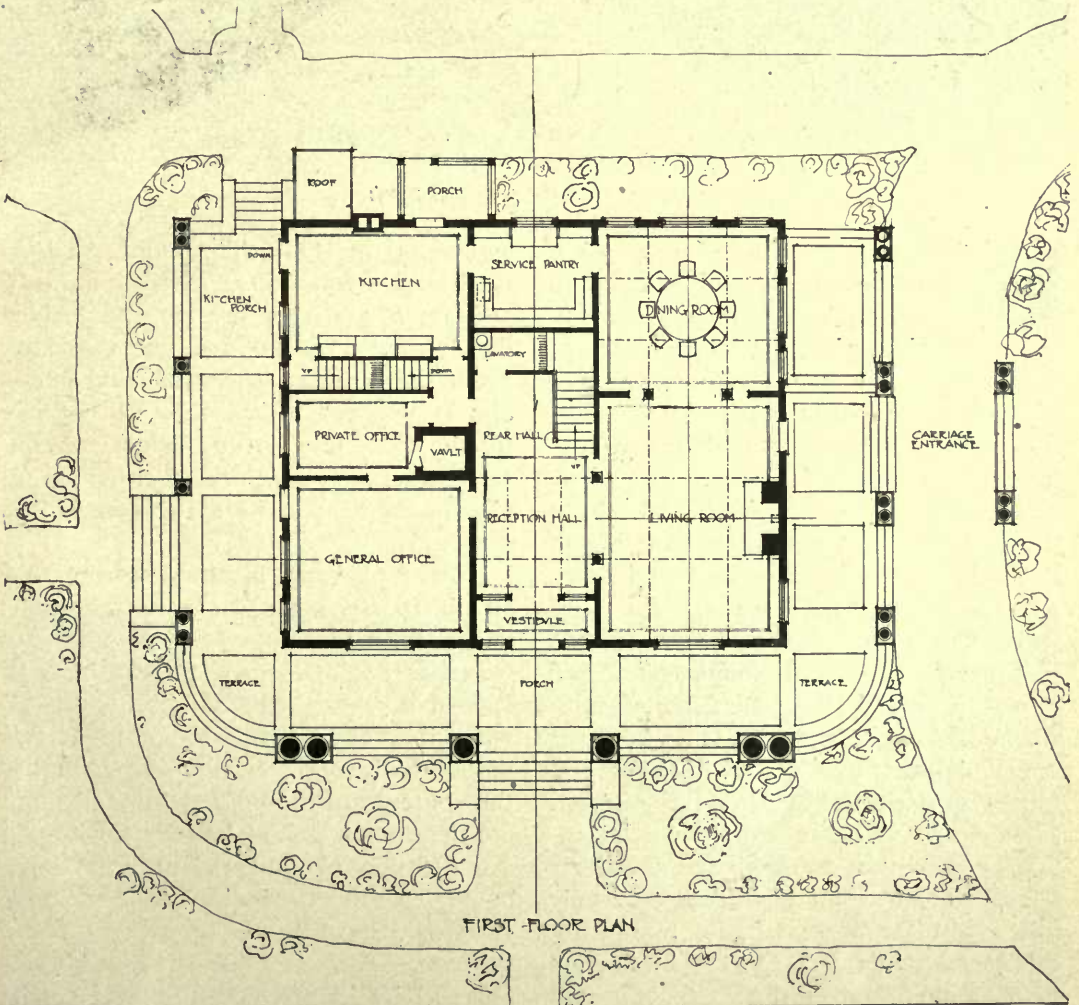 ROOF
PORCH
DOWN
KITCHEN
PORCH
KITCHEN
SERVICE PANTRY
DINING ROOM
LAVATORY
UP
DOWN
PRIVATE OFFICE
VAULT
REAR HALL
UP
CARRIAGE
ENTRANCE
GENERAL OFFICE
RECEPTION HALL
LIVING ROOM
VESTIBULE
TERRACE
PORCH
TERRACE
FIRST FLOOR PLAN